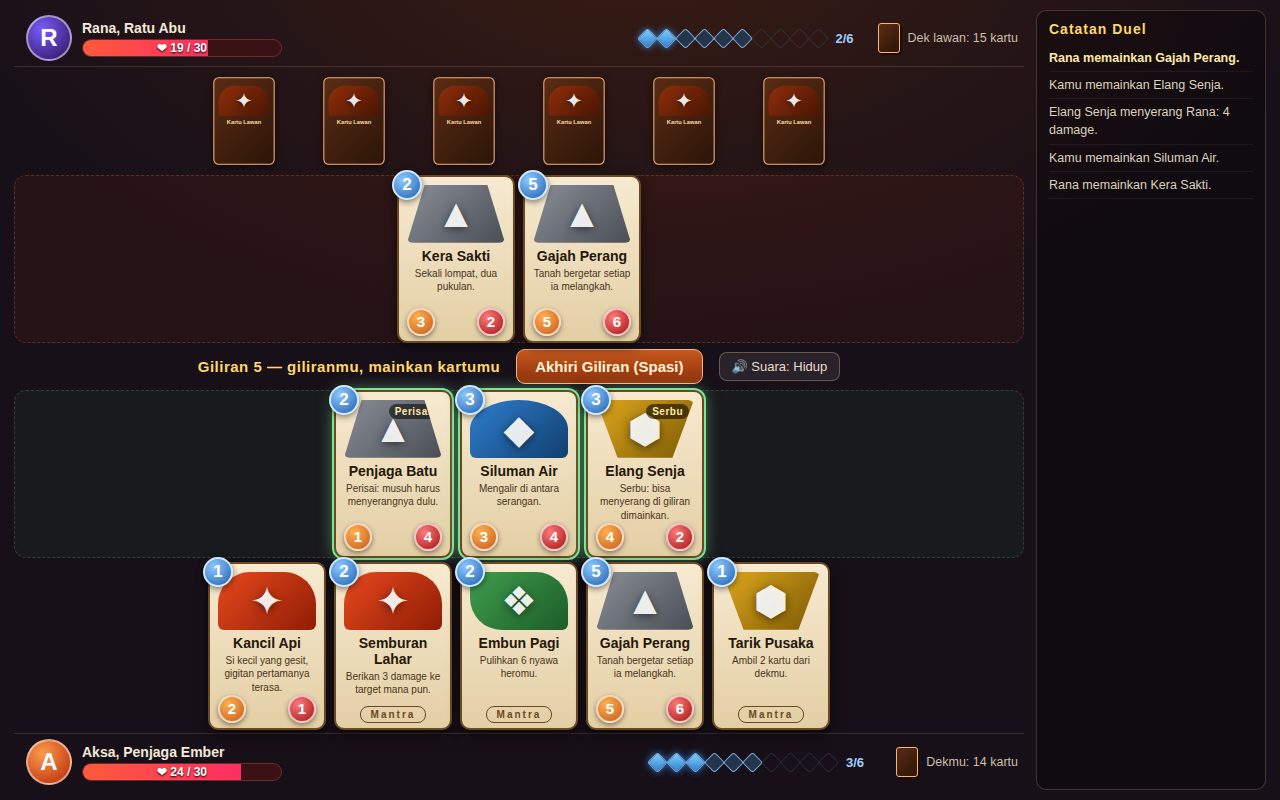 R
Rana, Ratu Abu
❤ 19 / 30
2/6
Dek lawan: 15 kartu
Kartu Lawan
Kartu Lawan
Kartu Lawan
Kartu Lawan
Kartu Lawan
Kartu Lawan
2
Kera Sakti
Sekali lompat, dua
pukulan.
3
2
5
Gajah Perang
Tanah bergetar setiap
ia melangkah.
5
6
Giliran 5 — giliranmu, mainkan kartumu
Akhiri Giliran (Spasi)
🔊 Suara: Hidup
2
Penjaga Batu
Perisai: musuh harus
menyerangnya dulu.
1
4
3
Siluman Air
Mengalir di antara
serangan.
3
4
3
Serbu
Elang Senja
Serbu: bisa
menyerang di giliran
dimainkan.
4
2
1
Kancil Api
Si kecil yang gesit,
gigitan pertamanya
terasa.
2
1
2
Semburan
Lahar
Berikan 3 damage ke
target mana pun.
Mantra
2
Embun Pagi
Pulihkan 6 nyawa
heromu.
Mantra
5
Gajah Perang
Tanah bergetar setiap
ia melangkah.
5
6
1
Tarik Pusaka
Ambil 2 kartu dari
dekmu.
Mantra
A
Aksa, Penjaga Ember
❤ 24 / 30
3/6
Dekmu: 14 kartu
Catatan Duel
Rana memainkan Gajah Perang.
Kamu memainkan Elang Senja.
Elang Senja menyerang Rana: 4
damage.
Kamu memainkan Siluman Air.
Rana memainkan Kera Sakti.